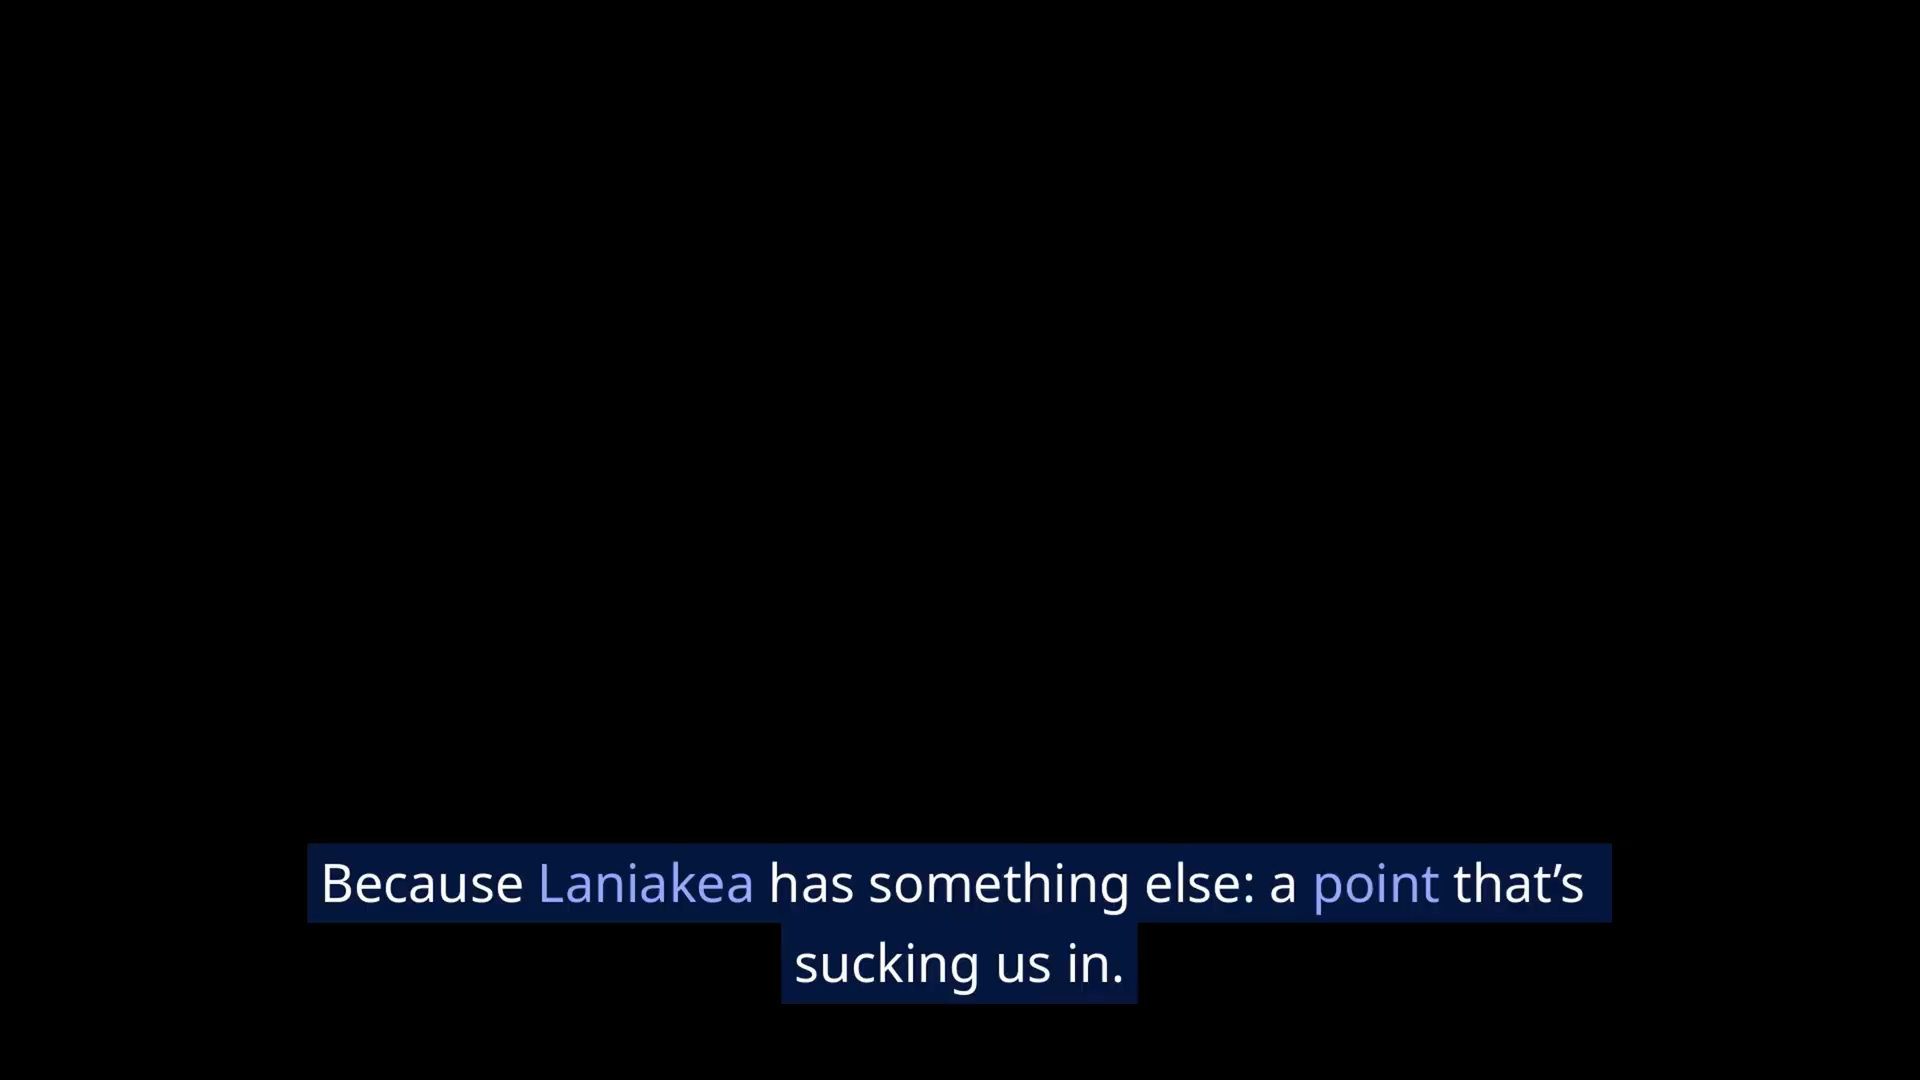 Because Laniakea has something else: a point that’s
sucking us in.